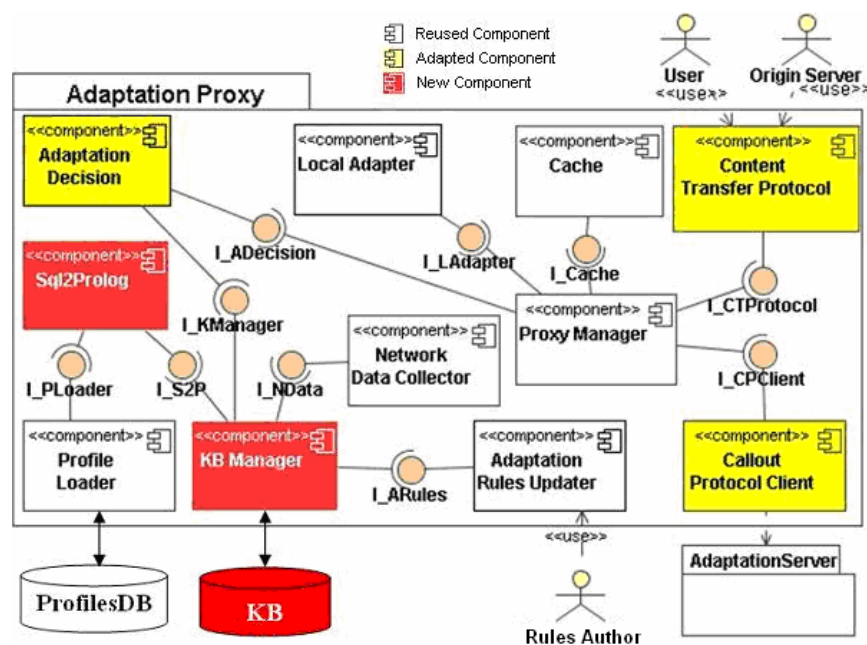 Reused Component
Adapted Component
New Component
User
<<use>>
Origin Server
<<use>>
Adaptation Proxy
<<component>>
Adaptation
Decision
<<component>>
Local Adapter
<<component>>
Cache
<<component>>
Content
Transfer Protocol
I_ADecision
I_LAdapter
I_Cache
<<component>>
Sql2Prolog
I_KManager
I_CTProtocol
<<component>>
Proxy Manager
<<component>>
Network
Data Collector
I_PLoader
I_S2P
I_NData
I_CPClient
<<component>>
Profile
Loader
<<component>>
KB Manager
I_ARules
<<component>>
Adaptation
Rules Updater
<<component>>
Callout
Protocol Client
<<use>>
AdaptationServer
ProfilesDB
KB
Rules Author